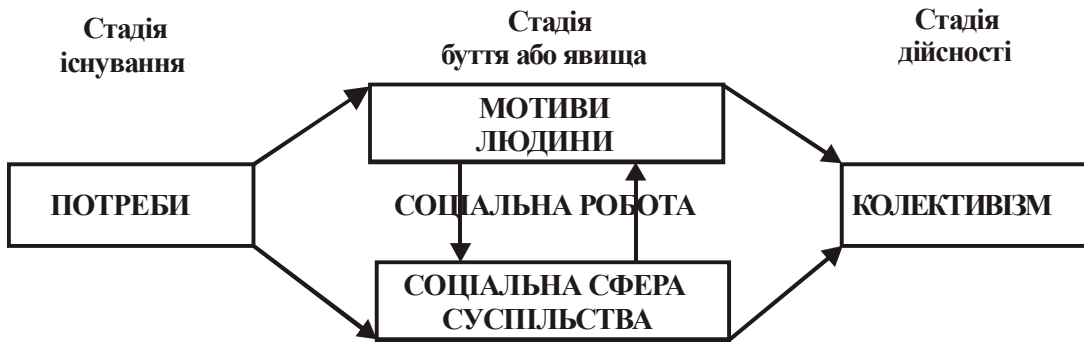 Стадія
існування
Стадія
буття або явища
Стадія
дійсності
МОТИВИ
ЛЮДИНИ
ПОТРЕБИ
СОЦІАЛЬНА РОБОТА
КОЛЕКТИВІЗМ
СОЦІАЛЬНА СФЕРА
СУСПІЛЬСТВА